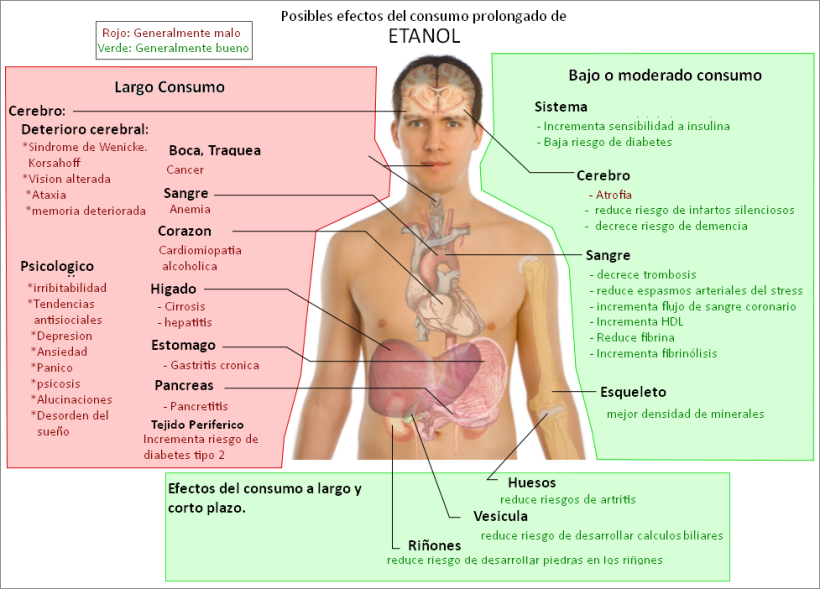 Posibles efectos del consumo prolongado de
ETANOL
Rojo: Generalmente malo
Verde: Generalmente bueno
Largo Consumo
Cerebro:
Deterioro cerebral:
*Sindrome de Wenicke.
Korsahoff
*Vision alterada
*Ataxia
*memoria deteriorada
Psicologico
*irribitabilidad
*Tendencias
antisiociales
*Depresion
*Ansiedad
*Panico
*psicosis
*Alucinaciones
*Desorden del
sueño
Boca, Traquea
Cancer
Sangre
Anemia
Corazon
Cardiomiopatia
alcoholica
Higado
- Cirrosis
- hepatitis
Estomago
- Gastritis cronica
Pancreas
- Pancretitis
Tejido Periferico
Incrementa riesgo de
diabetes tipo 2
Bajo o moderado consumo
Sistema
- Incrementa sensibilidad a insulina
- Baja riesgo de diabetes
Cerebro
- Atrofia
- reduce riesgo de infartos silenciosos
- decrece riesgo de demencia
Sangre
- decrece trombosis
- reduce espasmos arteriales del stress
- incrementa flujo de sangre coronario
- Incrementa HDL
- Reduce fibrina
- Incrementa fibrinólisis
Esqueleto
mejor densidad de minerales
Efectos del consumo a largo y
corto plazo.
Huesos
reduce riesgos de artritis
Vesicula
reduce riesgo de desarrollar calculos biliares
Riñones
reduce riesgo de desarrollar piedras en los riñones